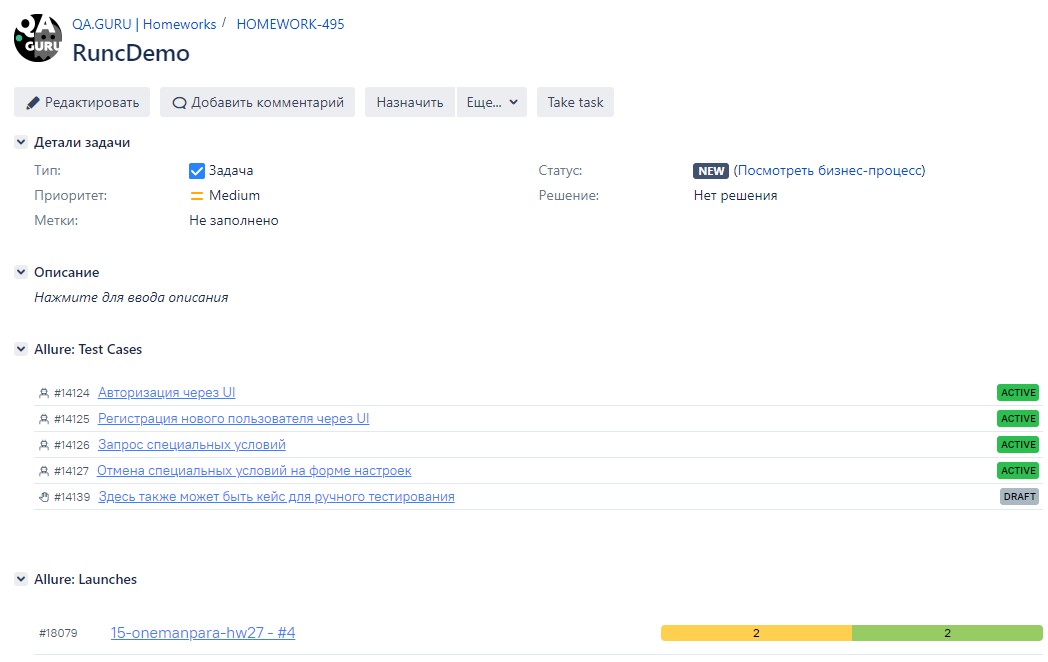 QA
GURU
QA.GURU | Homeworks / HOMEWORK-495
RuncDemo
Редактировать Добавить комментарий Назначить Еще... Take task
Детали задачи
Тип: Задача Статус: NEW (Посмотреть бизнес-процесс)
Приоритет: Medium Решение: Нет решения
Метки: Не заполнено
Описание
Нажмите для ввода описания
Allure: Test Cases
#14124 Авторизация через UI ACTIVE
#14125 Регистрация нового пользователя через UI ACTIVE
#14126 Запрос специальных условий ACTIVE
#14127 Отмена специальных условий на форме настроек ACTIVE
#14139 Здесь также может быть кейс для ручного тестирования DRAFT
Allure: Launches
#18079 15-onemanpara-hw27 - #4 2 2